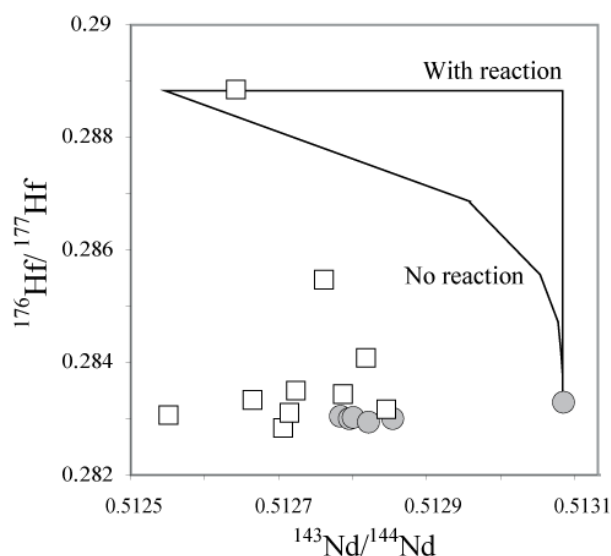 0.29
0.288
0.286
0.284
0.282
0.5125
0.5127
0.5129
0.5131
¹⁷⁶Hf/ ¹⁷⁷Hf
¹⁴³Nd/¹⁴⁴Nd
With reaction
No reaction